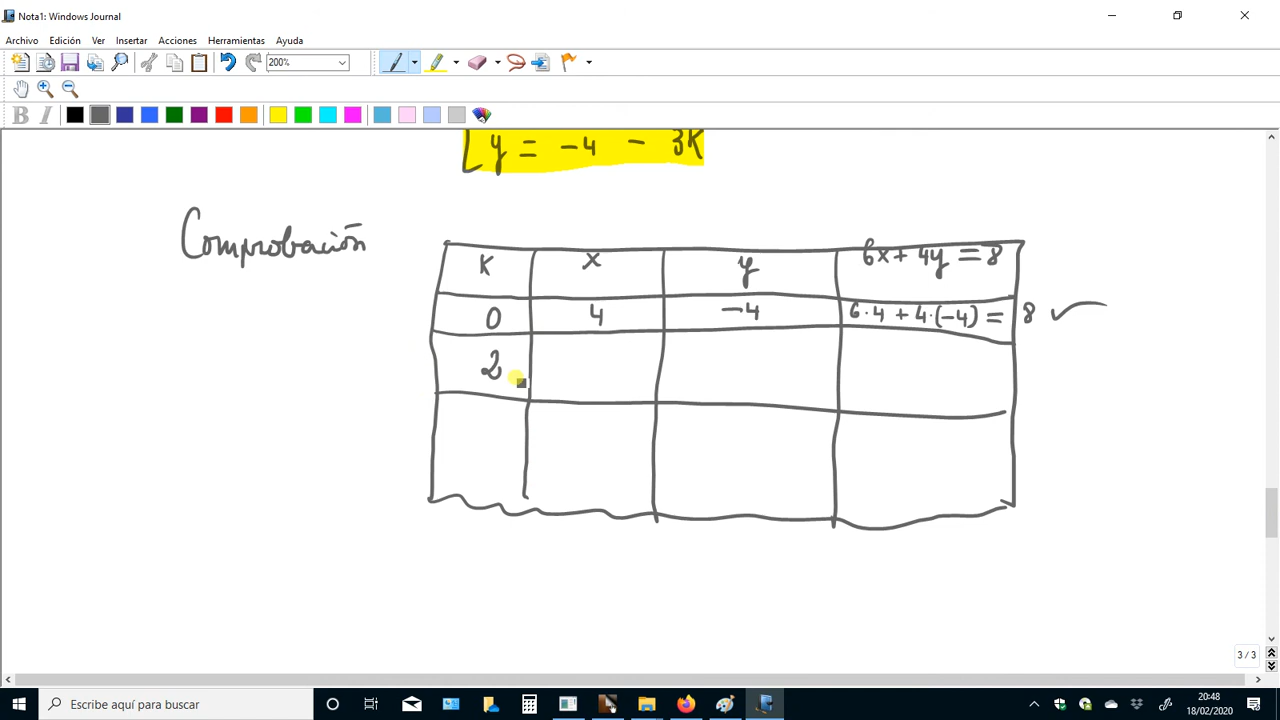 Nota1: Windows Journal
Archivo Edición Ver Insertar Acciones Herramientas Ayuda
200%
B I
y = -4 - 3K
Comprobación
K x y 6x + 4y = 8
0 4 -4 6·4 + 4·(-4) = 8 ✓
2
3 / 3
Escribe aquí para buscar
20:48
18/02/2020